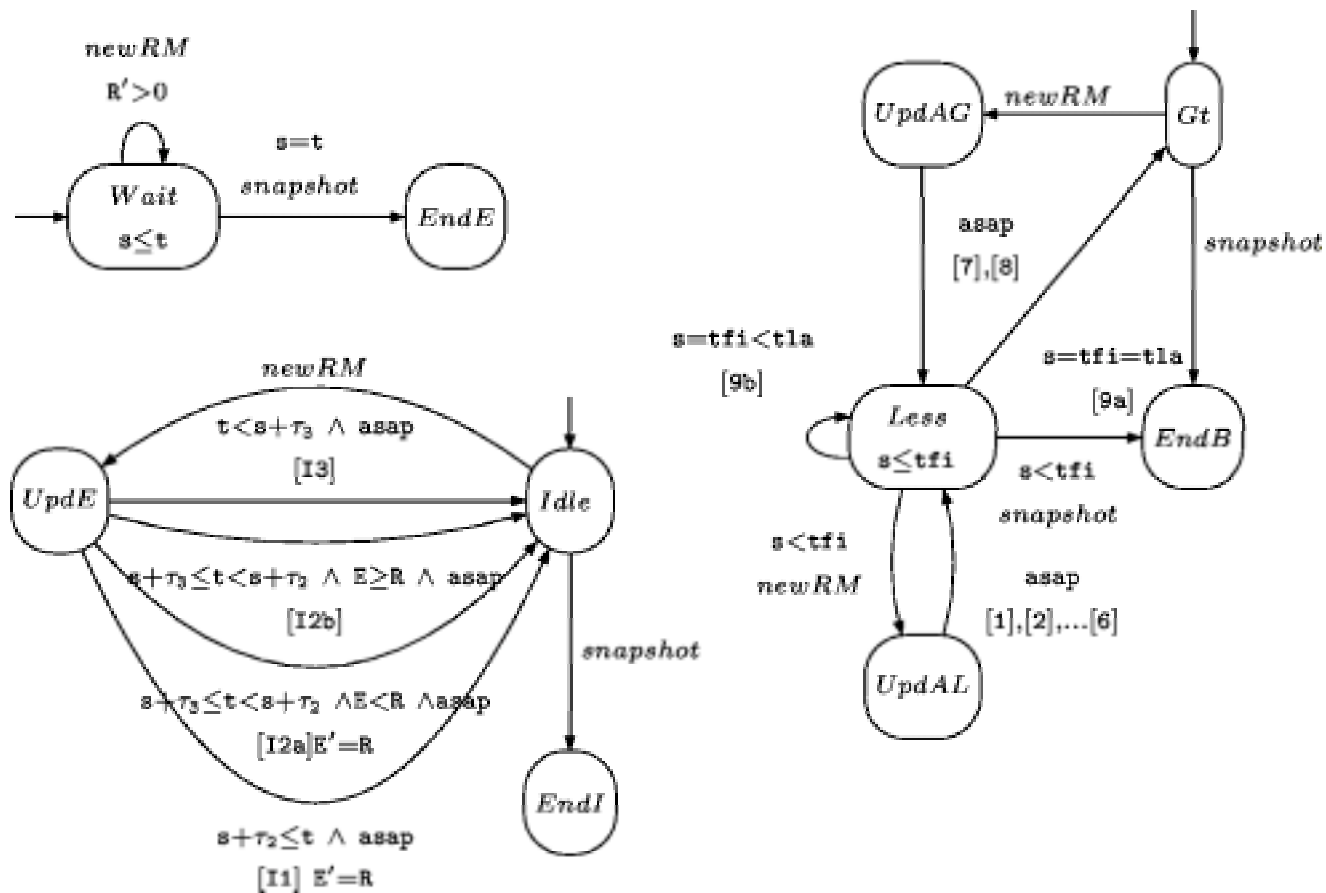 newRM
R'>0
s=t
snapshot
Wait
s≤t
EndE
newRM
t<s+τ₃ ∧ asap
[I3]
UpdE
Idle
s+τ₃≤t<s+τ₂ ∧ E≥R ∧ asap
[I2b]
snapshot
s+τ₃≤t<s+τ₂ ∧E<R ∧asap
[I2a]E'=R
EndI
s+τ₂≤t ∧ asap
[I1] E'=R
UpdAG
newRM
Gt
asap
[7],[8]
snapshot
s=tfi<tla
[9b]
s=tfi=tla
[9a]
Less
s≤tfi
EndB
s<tfi
snapshot
s<tfi
newRM
asap
[1],[2],...[6]
UpdAL